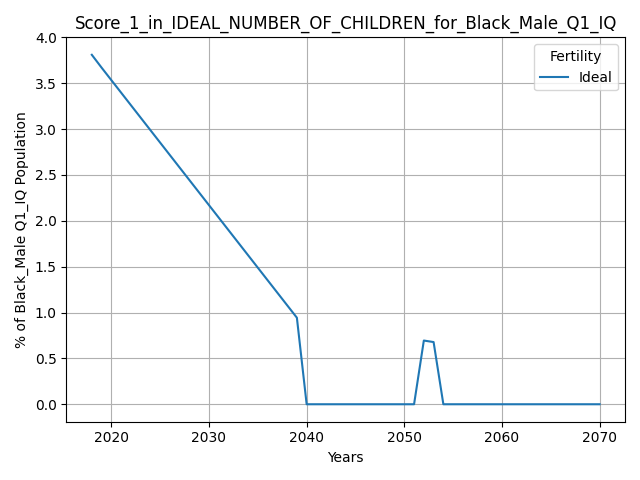 Score_1_in_IDEAL_NUMBER_OF_CHILDREN_for_Black_Male_Q1_IQ
% of Black_Male Q1_IQ Population
4.0
3.5
3.0
2.5
2.0
1.5
1.0
0.5
0.0
Fertility
Ideal
2020 2030 2040 2050 2060 2070
Years